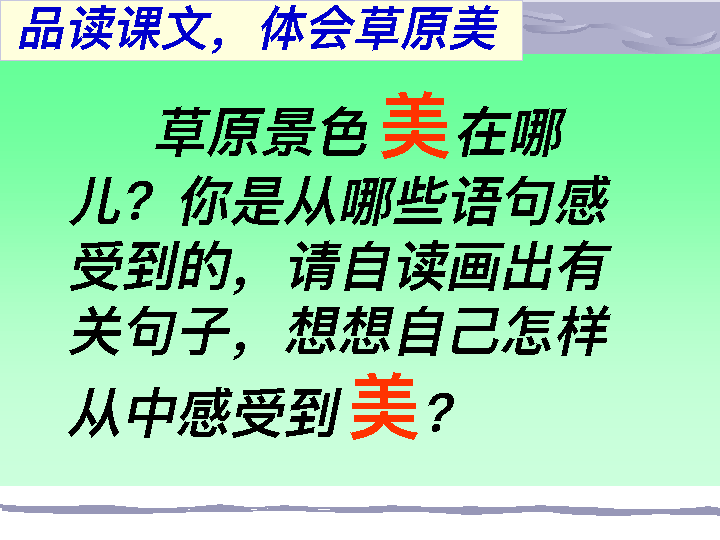 品读课文，体会草原美
草原景色美在哪
儿？你是从哪些语句感
受到的，请自读画出有
关句子，想想自己怎样
从中感受到美？